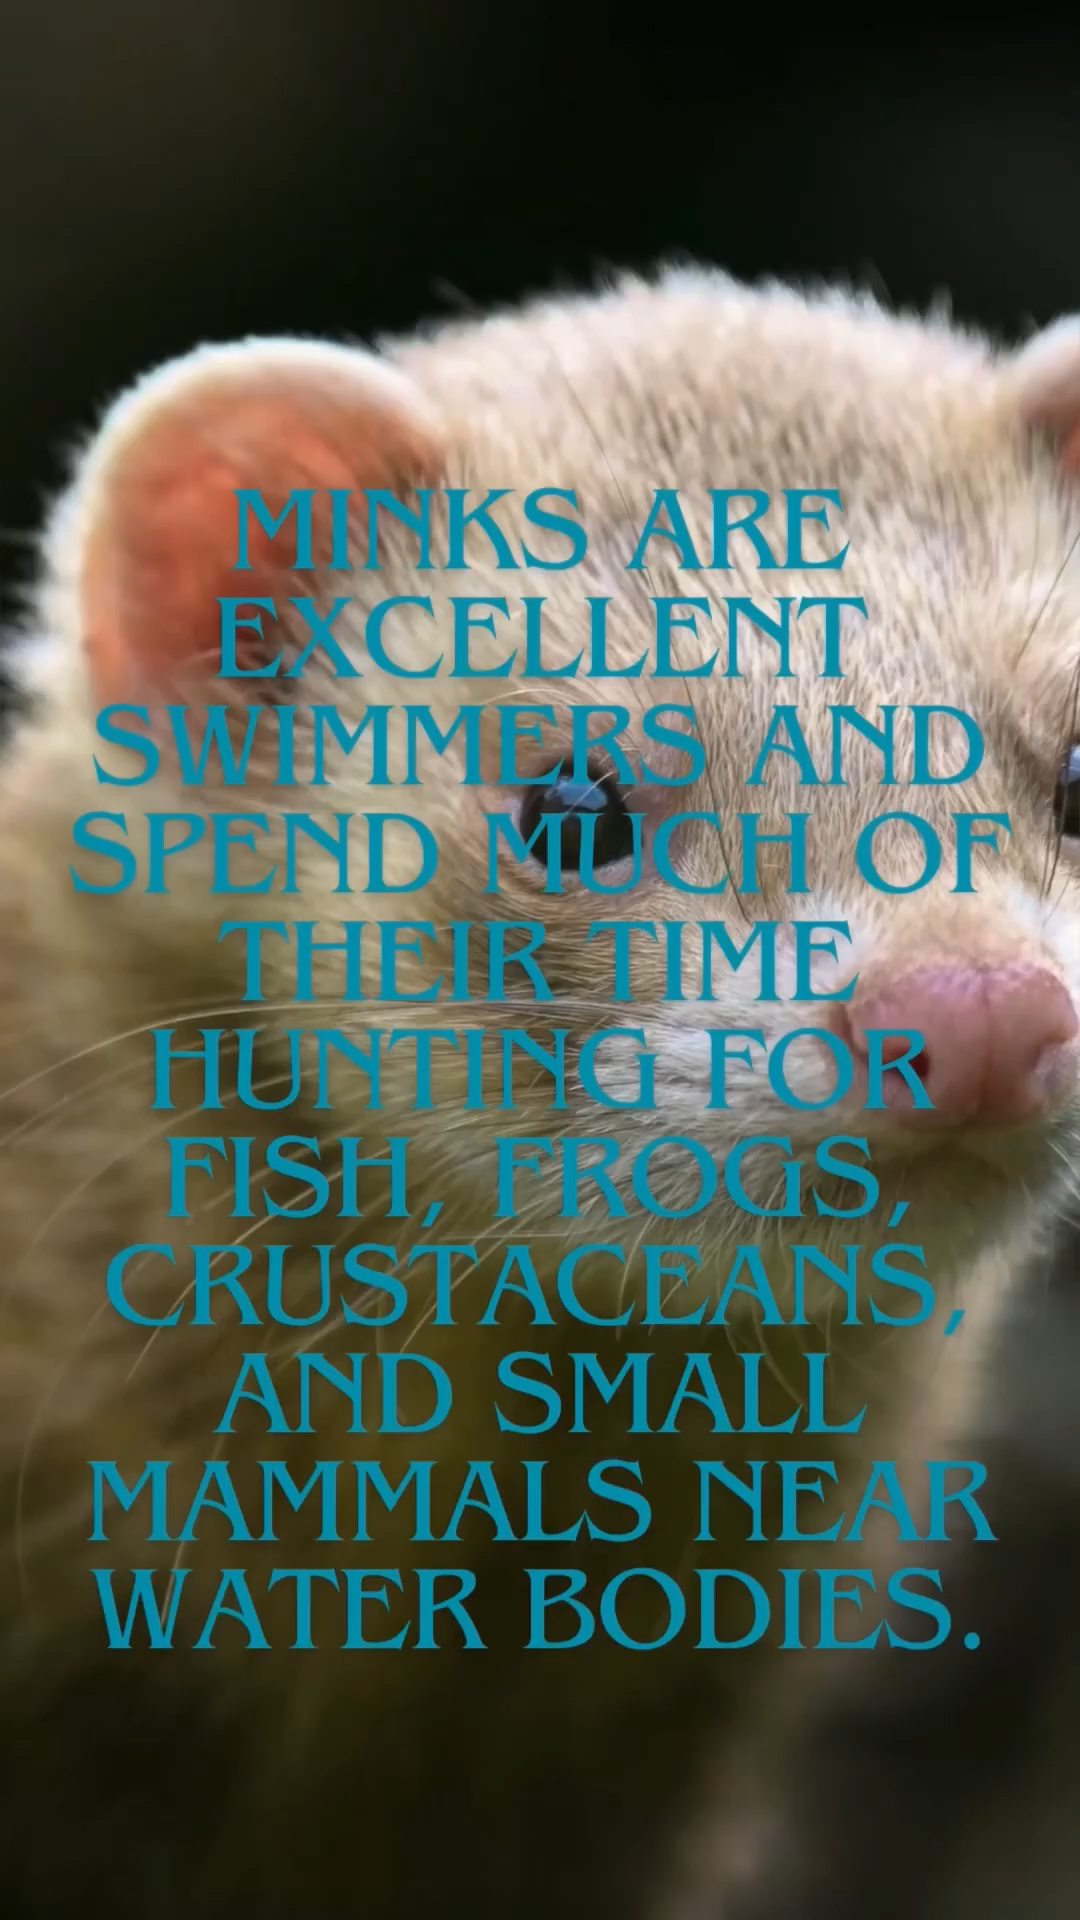 MINKS ARE
EXCELLENT
SWIMMERS AND
SPEND MUCH OF
THEIR TIME
HUNTING FOR
FISH, FROGS,
CRUSTACEANS,
AND SMALL
MAMMALS NEAR
WATER BODIES.